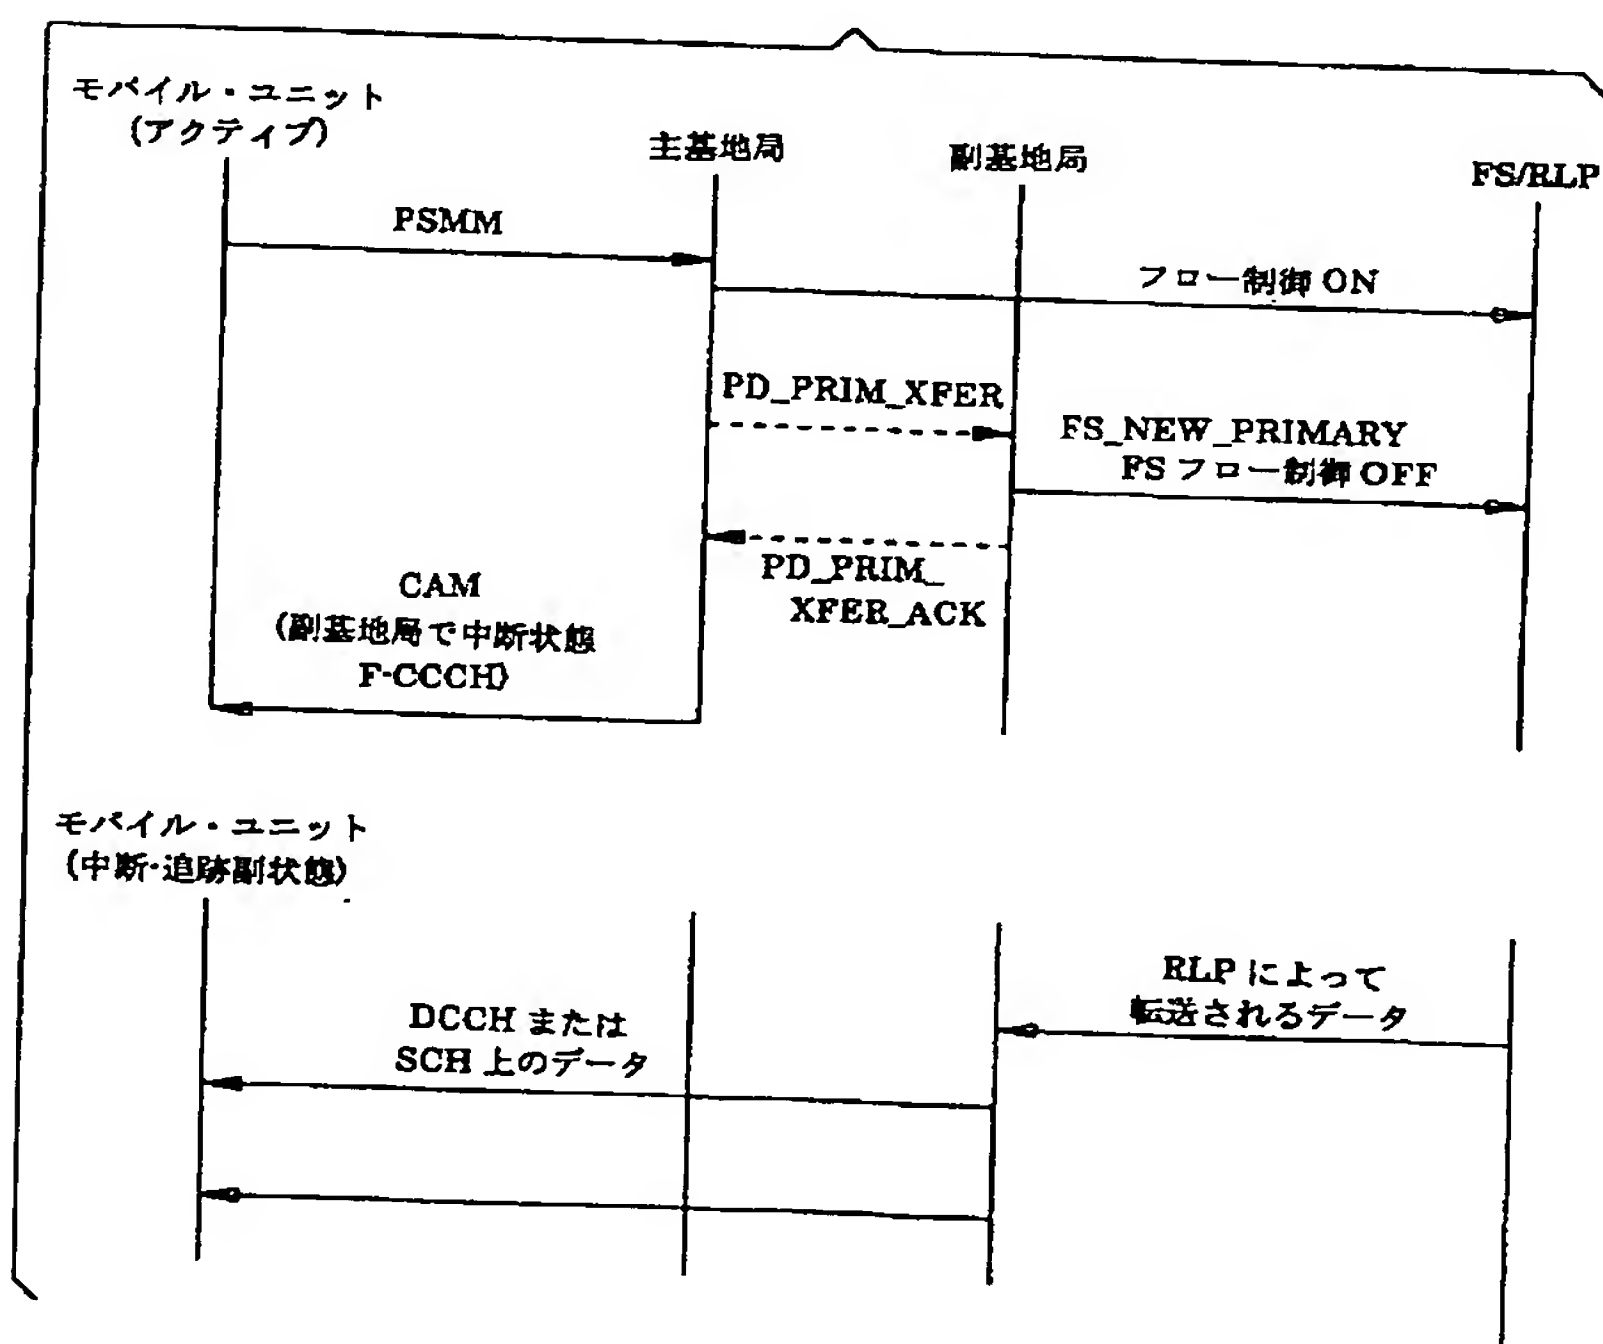 モバイル・ユニット
(アクティブ)
主基地局
副基地局
FS/RLP
PSMM
フロー制御 ON
PD_PRIM_XFER
FS_NEW_PRIMARY
FS フロー制御 OFF
PD_PRIM_
XFER_ACK
CAM
(副基地局で中断状態
F-CCCH)
モバイル・ユニット
(中断・追跡副状態)
RLP によって
転送されるデータ
DCCH または
SCH 上のデータ